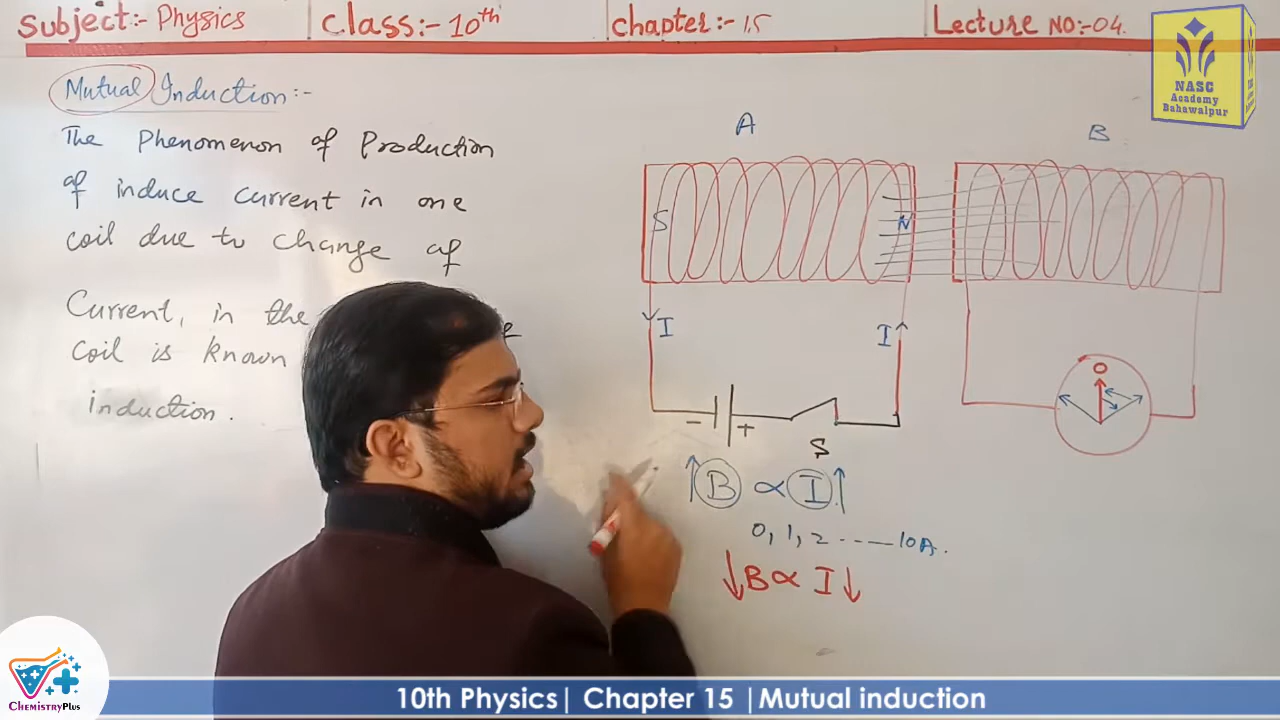 Subject:- Physics
Class:- 10th
chapter:- 15
Lecture NO:-04.
NASC
Academy
Bahawalpur
Mutual Induction:-
The Phenomenon of Production
of induce current in one
coil due to change of
Current, in the
coil is known
induction.
A
B
S
N
I
I
O
- +
S
B ∝ I
0, 1, 2 ----- 10A.
B ∝ I
ChemistryPlus
10th Physics| Chapter 15 |Mutual induction